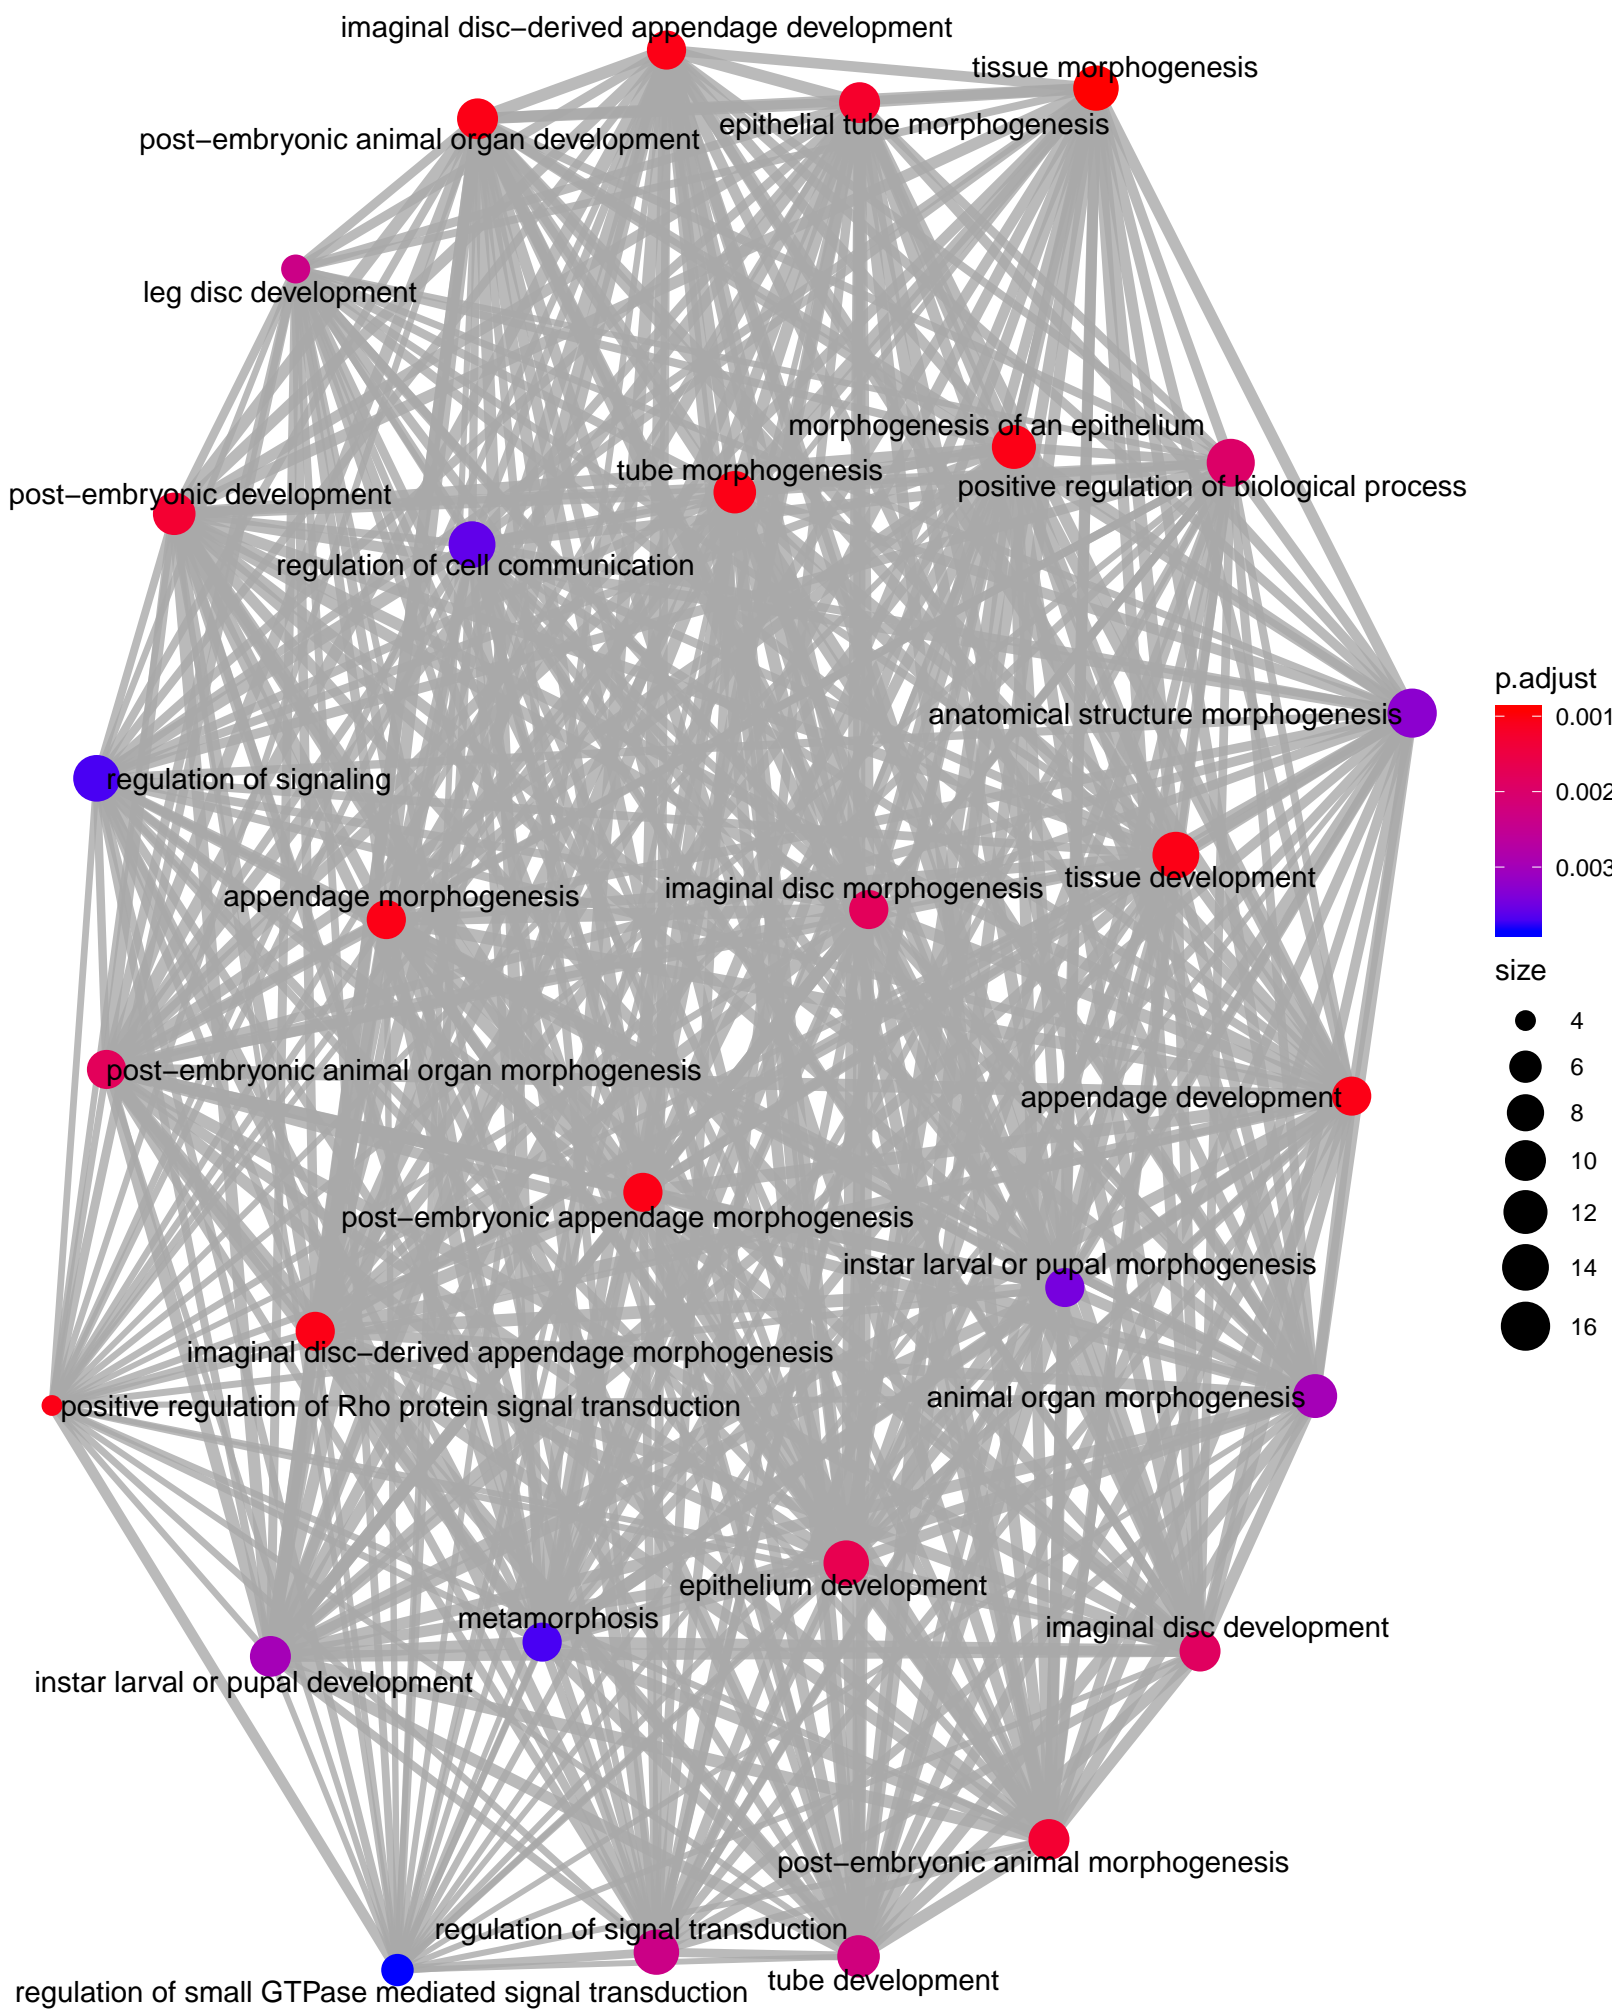 imaginal disc−derived appendage development
tissue morphogenesis
epithelial tube morphogenesis
post−embryonic animal organ development
leg disc development
morphogenesis of an epithelium
tube morphogenesis
positive regulation of biological process
post−embryonic development
regulation of cell communication
p.adjust
0.001
0.002
0.003
anatomical structure morphogenesis
regulation of signaling
tissue development
imaginal disc morphogenesis
appendage morphogenesis
size
4
6
8
10
12
14
16
post−embryonic animal organ morphogenesis
appendage development
post−embryonic appendage morphogenesis
instar larval or pupal morphogenesis
imaginal disc−derived appendage morphogenesis
animal organ morphogenesis
positive regulation of Rho protein signal transduction
epithelium development
metamorphosis
imaginal disc development
instar larval or pupal development
post−embryonic animal morphogenesis
regulation of signal transduction
tube development
regulation of small GTPase mediated signal transduction